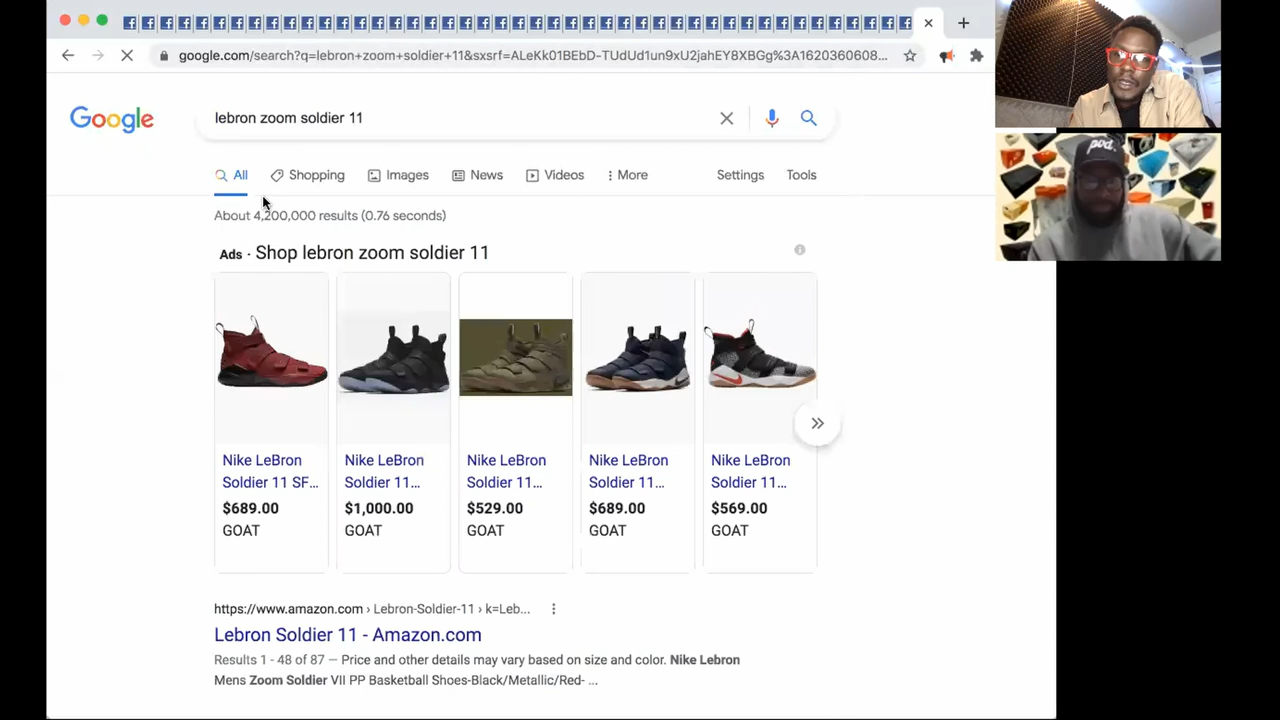 google.com/search?q=lebron+zoom+soldier+11&sxsrf=ALeKk01BEbD-TUdUd1un9xU2jahEY8XBGg%3A1620360608...
Google
lebron zoom soldier 11
All
Shopping
Images
News
Videos
More
Settings
Tools
About 4,200,000 results (0.76 seconds)
Ads · Shop lebron zoom soldier 11
Nike LeBron
Soldier 11 SF...
$689.00
GOAT
Nike LeBron
Soldier 11...
$1,000.00
GOAT
Nike LeBron
Soldier 11...
$529.00
GOAT
Nike LeBron
Soldier 11...
$689.00
GOAT
Nike LeBron
Soldier 11...
$569.00
GOAT
https://www.amazon.com › Lebron-Soldier-11 › k=Leb...
Lebron Soldier 11 - Amazon.com
Results 1 - 48 of 87 — Price and other details may vary based on size and color. Nike Lebron
Mens Zoom Soldier VII PP Basketball Shoes-Black/Metallic/Red- ...
pod.